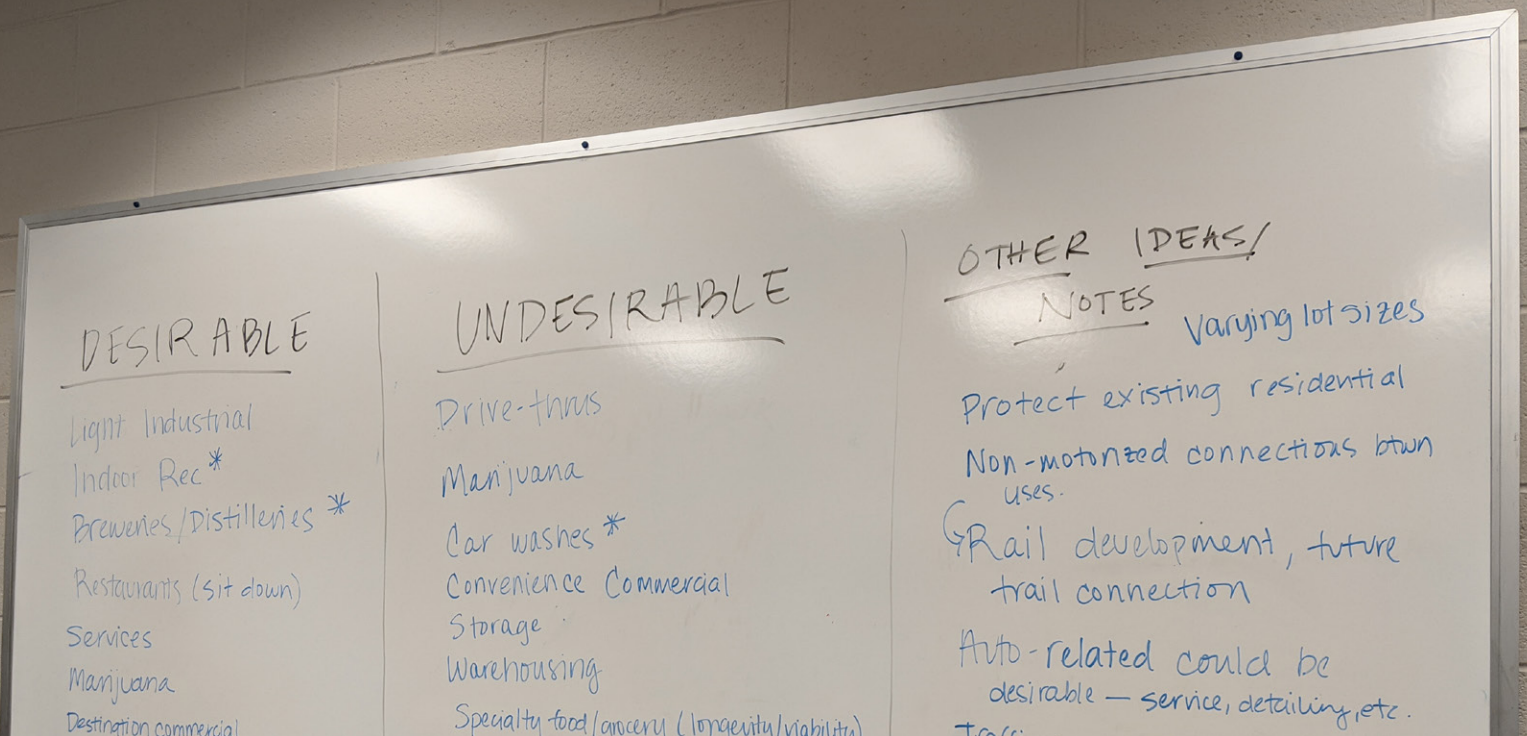 DESIRABLE
Light Industrial
Indoor Rec*
Breweries/Distilleries *
Restaurants (sit down)
Services
Marijuana
Destination commercial
UNDESIRABLE
Drive-thrus
Marijuana
Car washes*
Convenience Commercial
Storage
Warehousing
Specialty food/grocery (longevity/viability)
OTHER IDEAS/
NOTES
Varying lot sizes
Protect existing residential
Non-motorized connections btwn
uses.
Rail development, future
trail connection
Auto-related could be
desirable — service, detailing, etc.